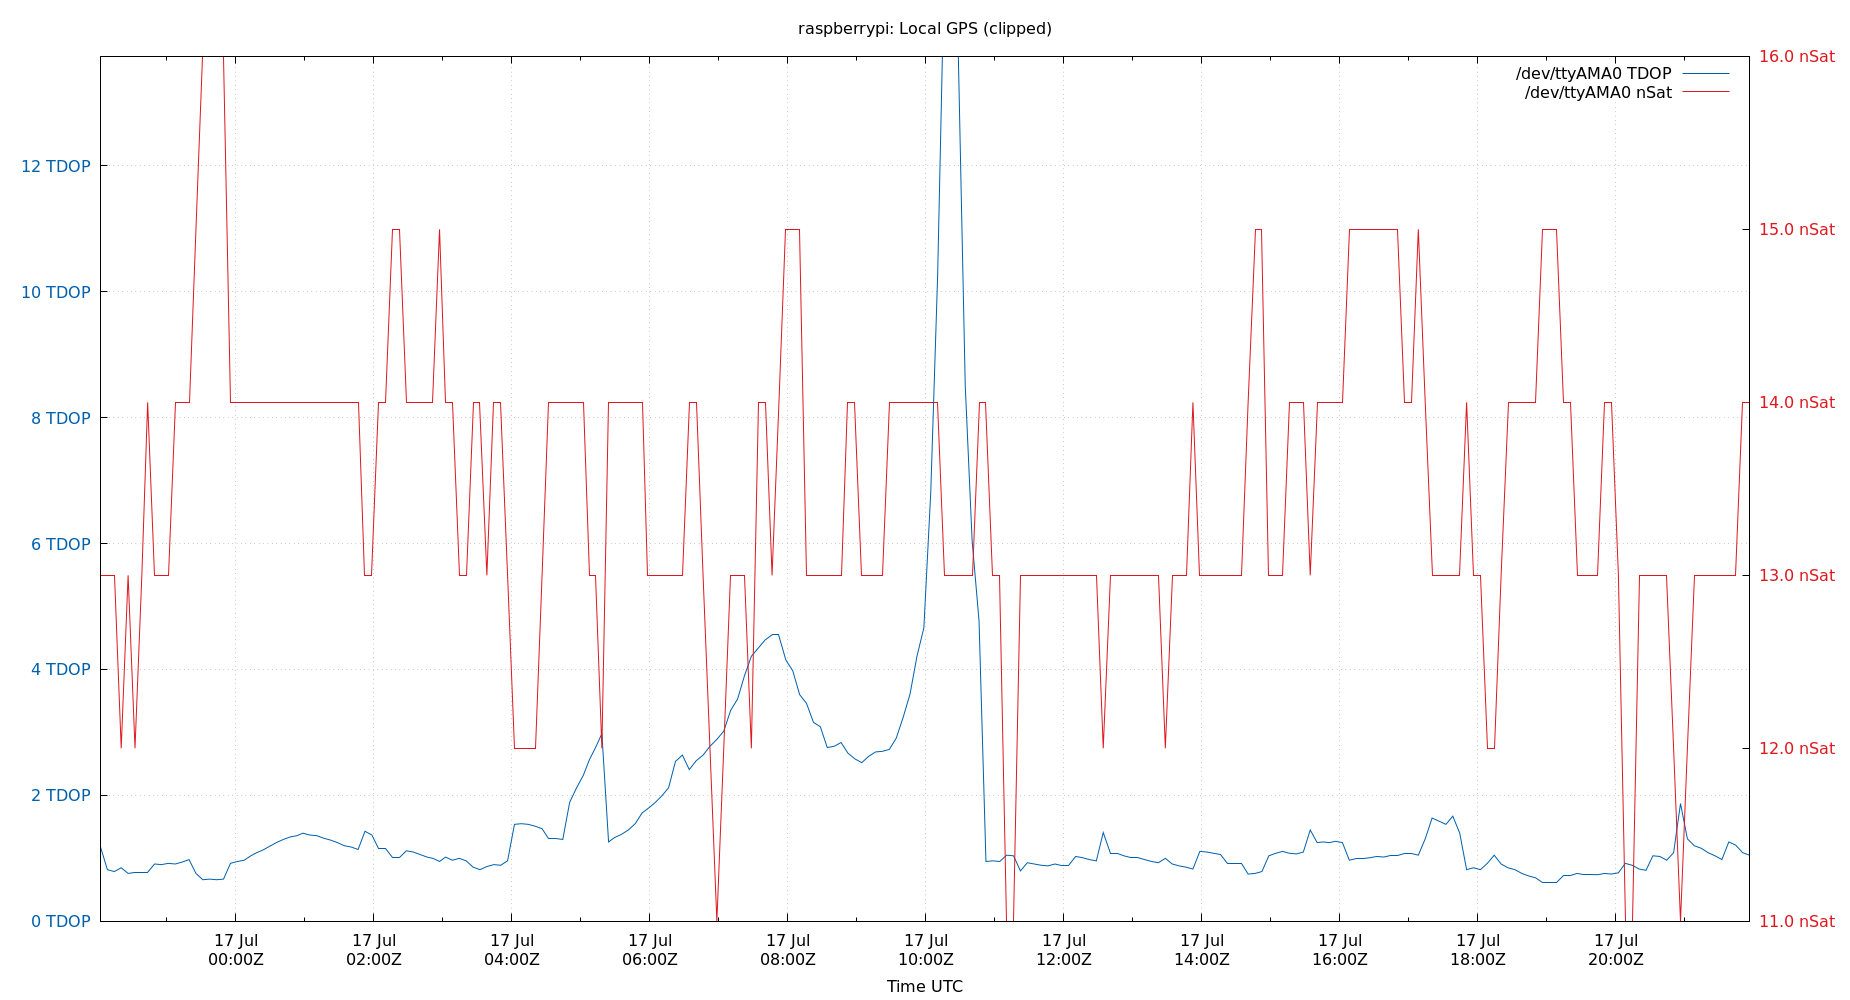 raspberrypi: Local GPS (clipped)
16.0 nSat
/dev/ttyAMA0 TDOP
/dev/ttyAMA0 nSat
12 TDOP
15.0 nSat
10 TDOP
14.0 nSat
8 TDOP
6 TDOP
13.0 nSat
4 TDOP
12.0 nSat
2 TDOP
0 TDOP
11.0 nSat
17 Jul 17 Jul 17 Jul 17 Jul 17 Jul 17 Jul 17 Jul 17 Jul 17 Jul 17 Jul 17 Jul
00:00Z 02:00Z 04:00Z 06:00Z 08:00Z 10:00Z 12:00Z 14:00Z 16:00Z 18:00Z 20:00Z
Time UTC